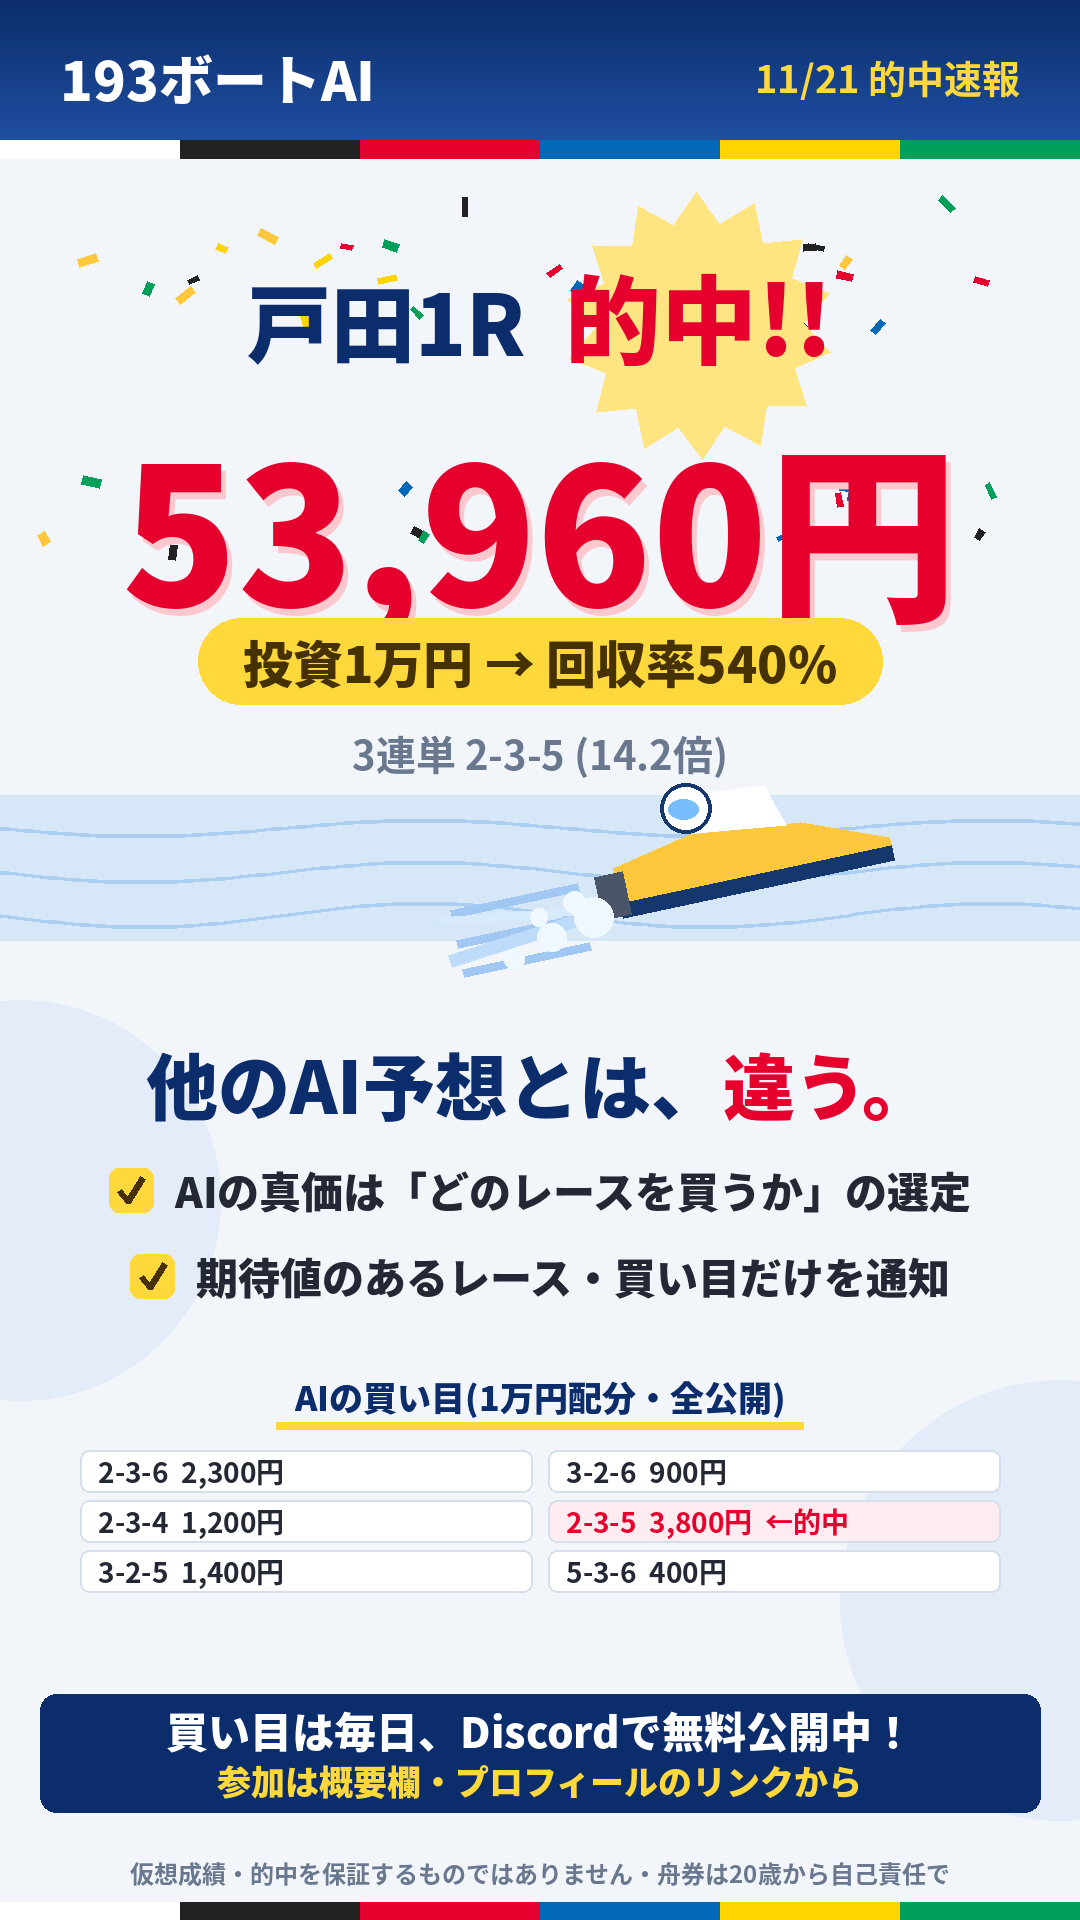 193ボートAI
11/21 的中速報
戸田1R 的中!!
53,960円
投資1万円 → 回収率540%
3連単 2-3-5 (14.2倍)
他のAI予想とは、違う。
AIの真価は「どのレースを買うか」の選定
期待値のあるレース・買い目だけを通知
AIの買い目(1万円配分・全公開)
2-3-6 2,300円
3-2-6 900円
2-3-4 1,200円
2-3-5 3,800円 ←的中
3-2-5 1,400円
5-3-6 400円
買い目は毎日、Discordで無料公開中！
参加は概要欄・プロフィールのリンクから
仮想成績・的中を保証するものではありません・舟券は20歳から自己責任で